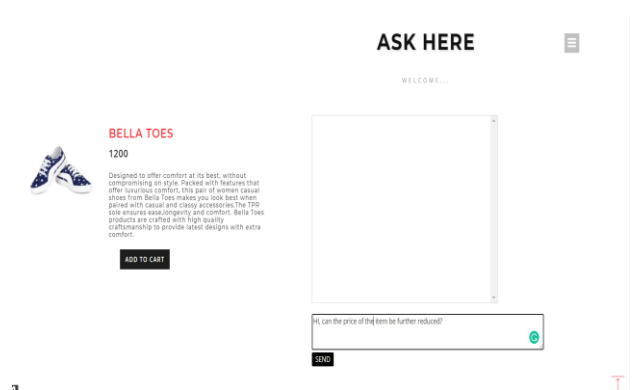 ASK HERE
WELCOME...
BELLA TOES
1200
Designed to offer comfort at its best, without
compromising on style. Packed with features that
offer luxurious comfort, this pair of women casual
shoes from Bella Toes makes you look best when
paired with casual and classy accessories.The TPR
sole ensures ease,longevity and comfort. Bella Toes
products are crafted with high quality
craftsmanship to provide latest designs with extra
comfort.
ADD TO CART
HI, can the price of the item be further reduced?
SEND